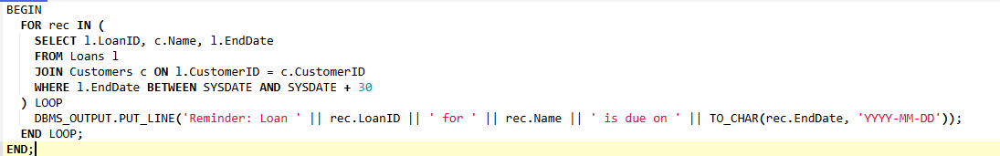 BEGIN
FOR rec IN (
SELECT l.LoanID, c.Name, l.EndDate
FROM Loans l
JOIN Customers c ON l.CustomerID = c.CustomerID
WHERE l.EndDate BETWEEN SYSDATE AND SYSDATE + 30
) LOOP
DBMS_OUTPUT.PUT_LINE('Reminder: Loan ' || rec.LoanID || ' for ' || rec.Name || ' is due on ' || TO_CHAR(rec.EndDate, 'YYYY-MM-DD'));
END LOOP;
END;